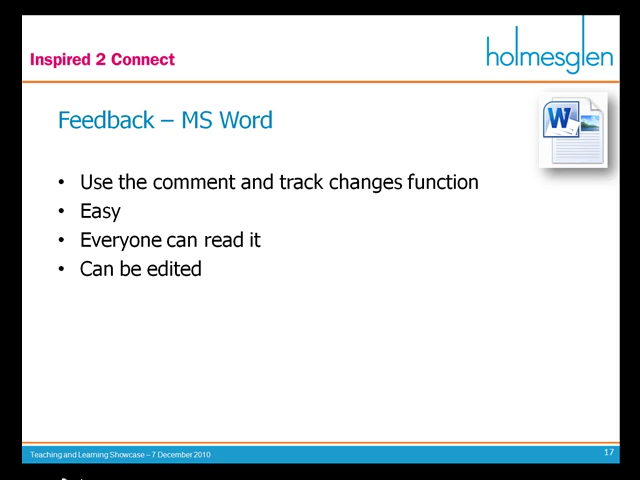 Inspired 2 Connect
holmesglen
Feedback – MS Word
W
• Use the comment and track changes function
• Easy
• Everyone can read it
• Can be edited
Teaching and Learning Showcase – 7 December 2010
17